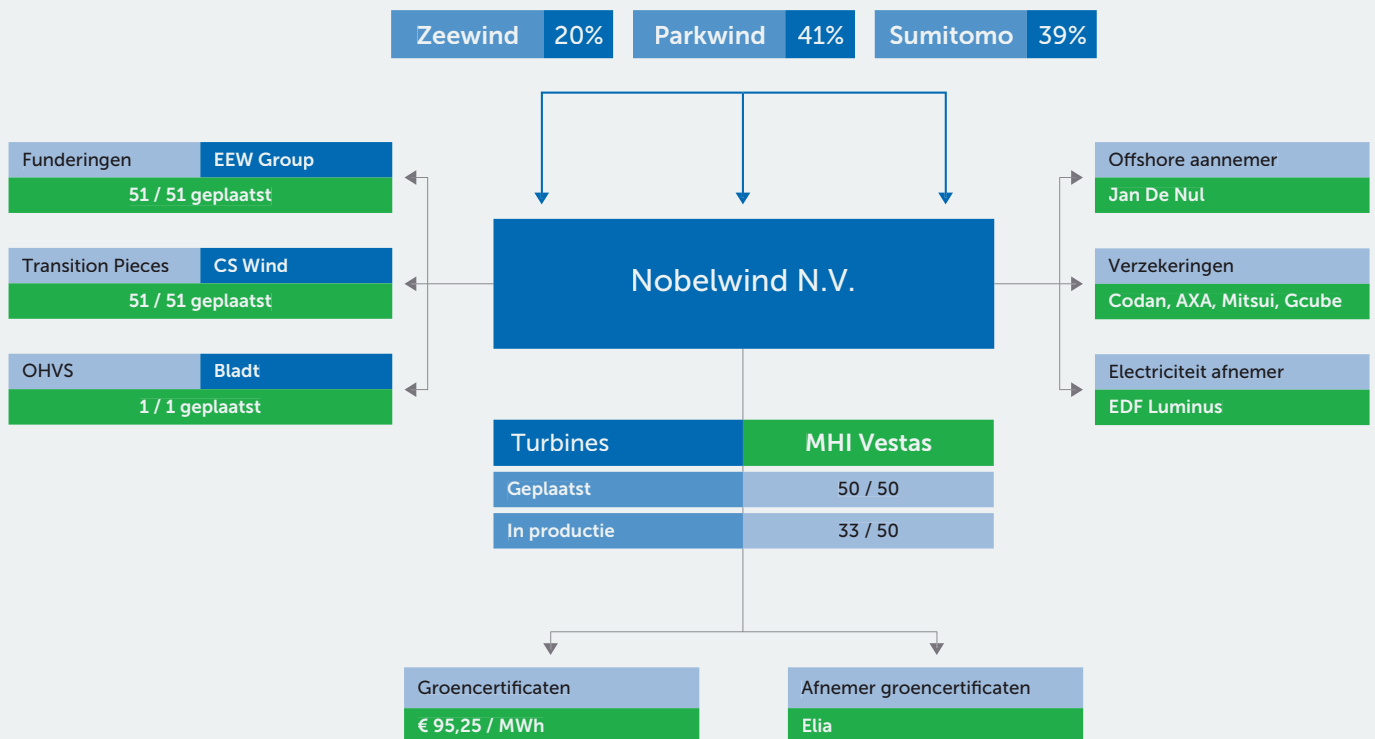 Zeewind 20% Parkwind 41% Sumitomo 39%
Funderingen EEW Group
51 / 51 geplaatst
Transition Pieces CS Wind
51 / 51 geplaatst
OHVS Bladt
1 / 1 geplaatst
Nobelwind N.V.
Offshore aannemer
Jan De Nul
Verzekeringen
Codan, AXA, Mitsui, Gcube
Electriciteit afnemer
EDF Luminus
Turbines MHI Vestas
Geplaatst 50 / 50
In productie 33 / 50
Groencertificaten
€ 95,25 / MWh
Afnemer groencertificaten
Elia